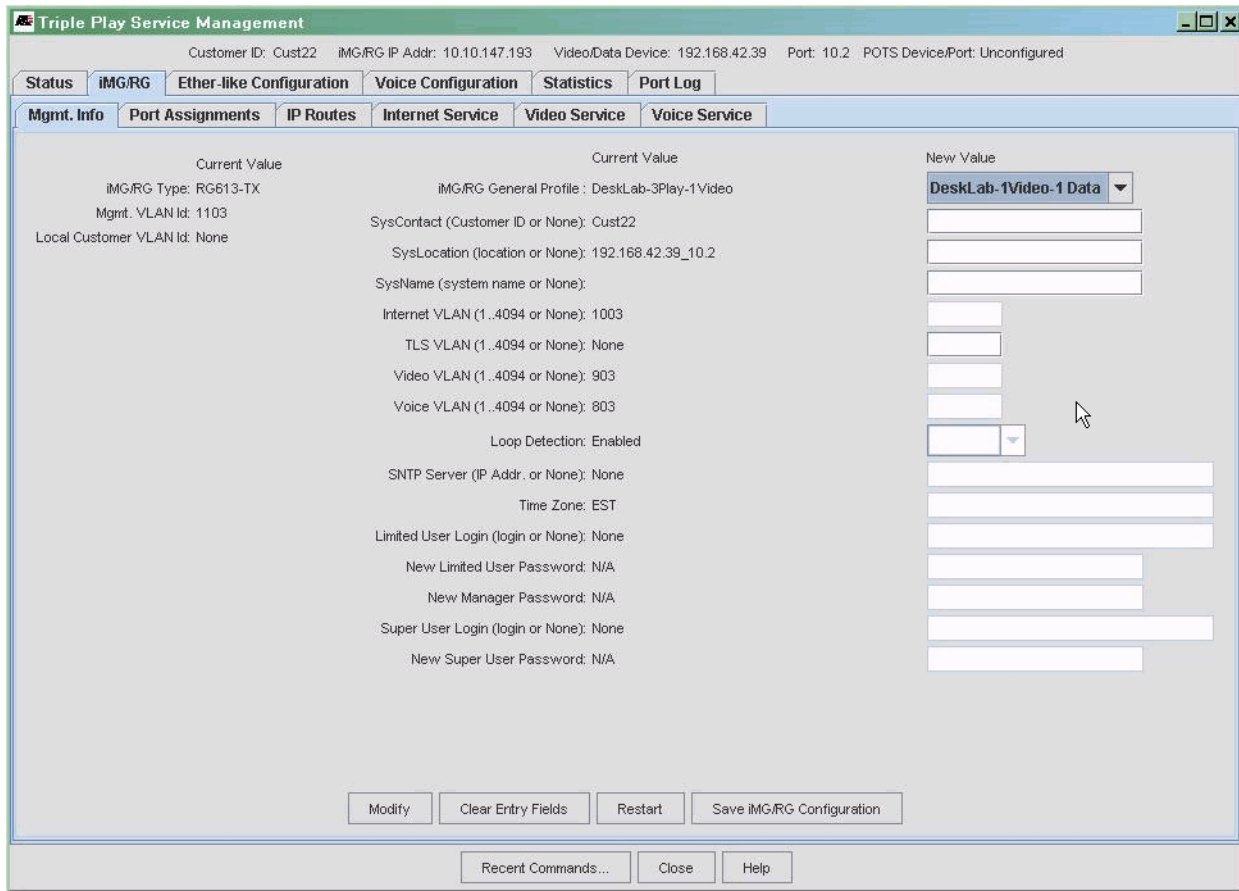 Triple Play Service Management
Customer ID: Cust22 iMG/RG IP Addr: 10.10.147.193 Video/Data Device: 192.168.42.39 Port: 10.2 POTS Device/Port: Unconfigured
Status iMG/RG Ether-like Configuration Voice Configuration Statistics Port Log
Mgmt. Info Port Assignments IP Routes Internet Service Video Service Voice Service
Current Value Current Value New Value
iMG/RG Type: RG613-TX iMG/RG General Profile : DeskLab-3Play-1Video DeskLab-1Video-1 Data
Mgmt. VLAN Id: 1103 SysContact (Customer ID or None): Cust22
Local Customer VLAN Id: None
SysLocation (location or None): 192.168.42.39_10.2
SysName (system name or None):
Internet VLAN (1..4094 or None): 1003
TLS VLAN (1..4094 or None): None
Video VLAN (1..4094 or None): 903
Voice VLAN (1..4094 or None): 803
Loop Detection: Enabled
SNTP Server (IP Addr. or None): None
Time Zone: EST
Limited User Login (login or None): None
New Limited User Password: N/A
New Manager Password: N/A
Super User Login (login or None): None
New Super User Password: N/A
Modify Clear Entry Fields Restart Save iMG/RG Configuration
Recent Commands... Close Help